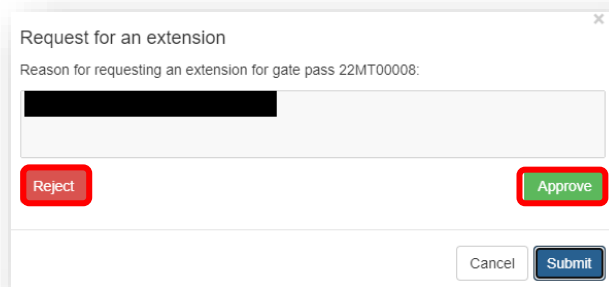 Request for an extension
Reason for requesting an extension for gate pass 22MT00008:
Reject
Approve
Cancel
Submit